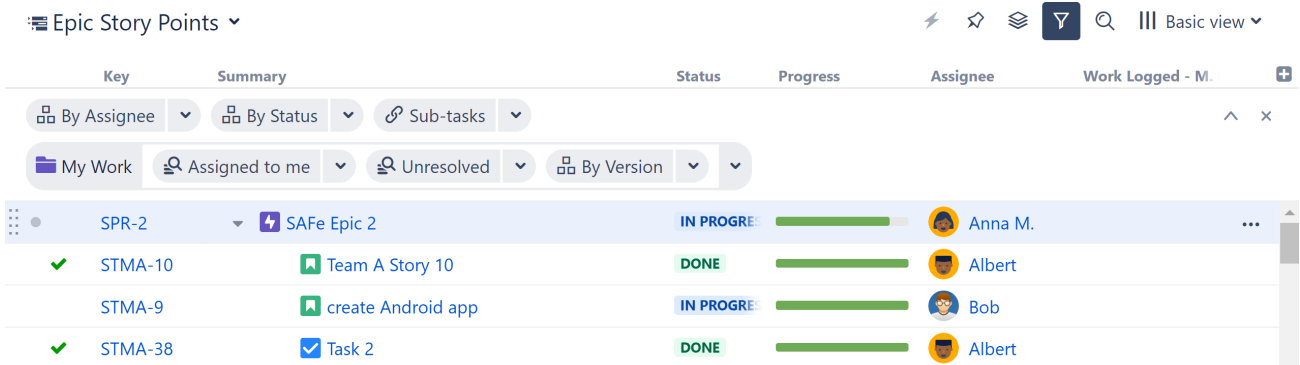 Epic Story Points Basic view
Key Summary Status Progress Assignee Work Logged - M.
By Assignee By Status Sub-tasks
My Work Assigned to me Unresolved By Version
SPR-2 SAFe Epic 2 IN PROGRES Anna M.
STMA-10 Team A Story 10 DONE Albert
STMA-9 create Android app IN PROGRES Bob
STMA-38 Task 2 DONE Albert